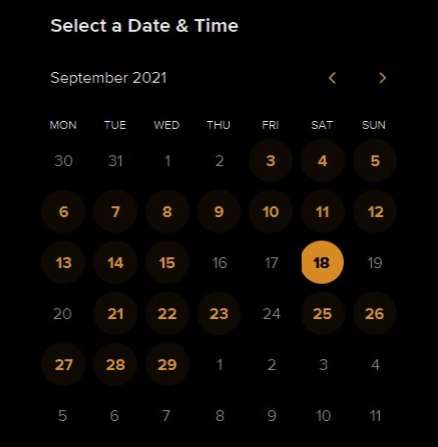 Select a Date & Time
September 2021
MON TUE WED THU FRI SAT SUN
30 31 1 2 3 4 5
6 7 8 9 10 11 12
13 14 15 16 17 18 19
20 21 22 23 24 25 26
27 28 29 1 2 3 4
5 6 7 8 9 10 11